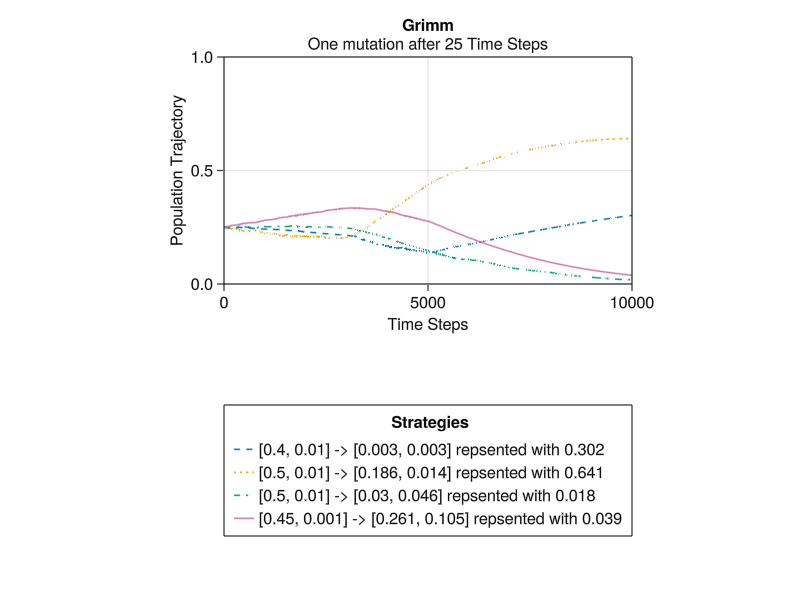 Grimm
One mutation after 25 Time Steps
1.0
0.5
0.0
Population Trajectory
0
5000
10000
Time Steps
Strategies
[0.4, 0.01] -> [0.003, 0.003] repsented with 0.302
[0.5, 0.01] -> [0.186, 0.014] repsented with 0.641
[0.5, 0.01] -> [0.03, 0.046] repsented with 0.018
[0.45, 0.001] -> [0.261, 0.105] repsented with 0.039